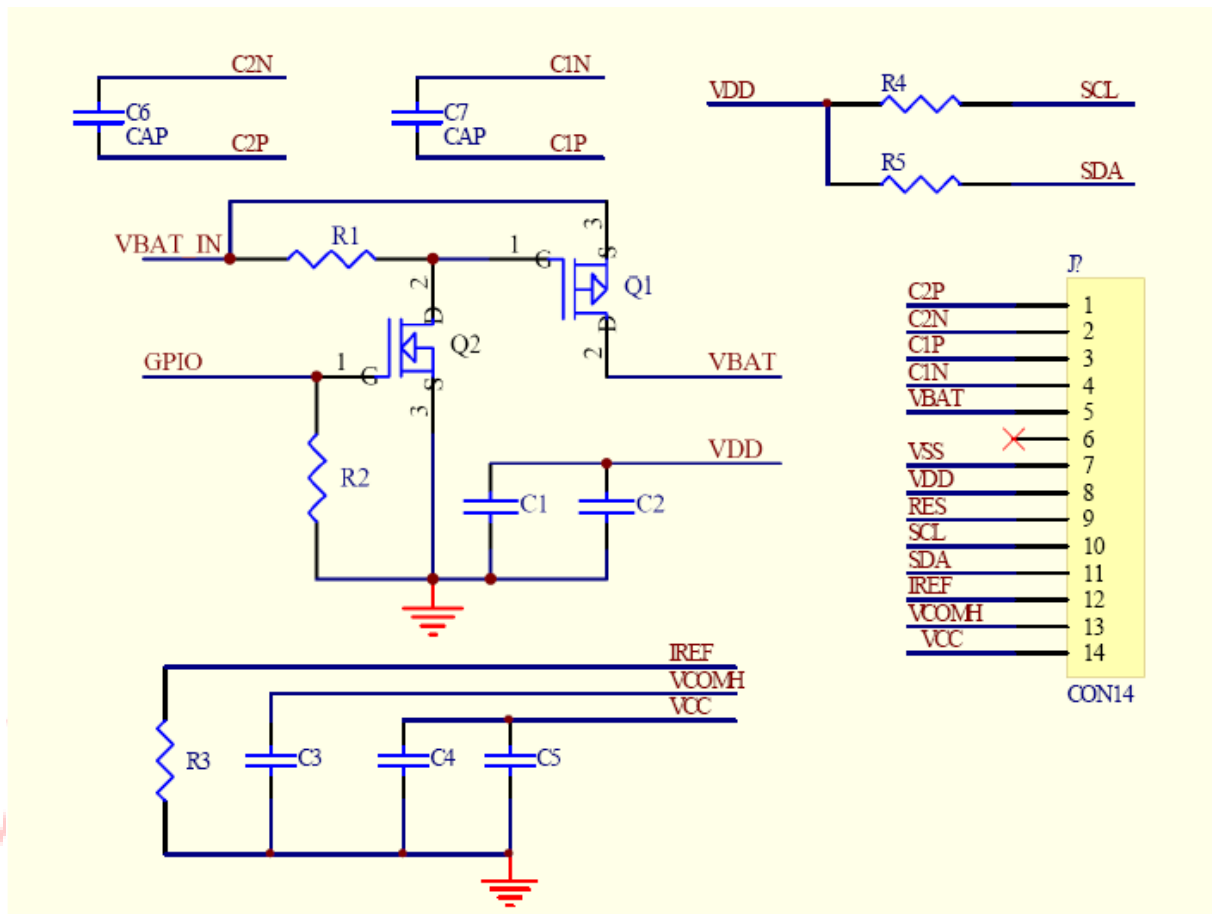 C2N
C6
CAP
C2P
C1N
C7
CAP
C1P
VDD
R4
SCL
R5
SDA
VBAT_IN
R1
1
G
3
S
Q1
D
2
VBAT
2
D
Q2
GPIO
1
G
S
3
R2
VDD
C1
C2
J?
C2P
1
C2N
2
C1P
3
C1N
4
VBAT
5
6
VSS
7
VDD
8
RES
9
SCL
10
SDA
11
IREF
12
VCOMH
13
VCC
14
CON14
IREF
VCOMH
VCC
R3
C3
C4
C5